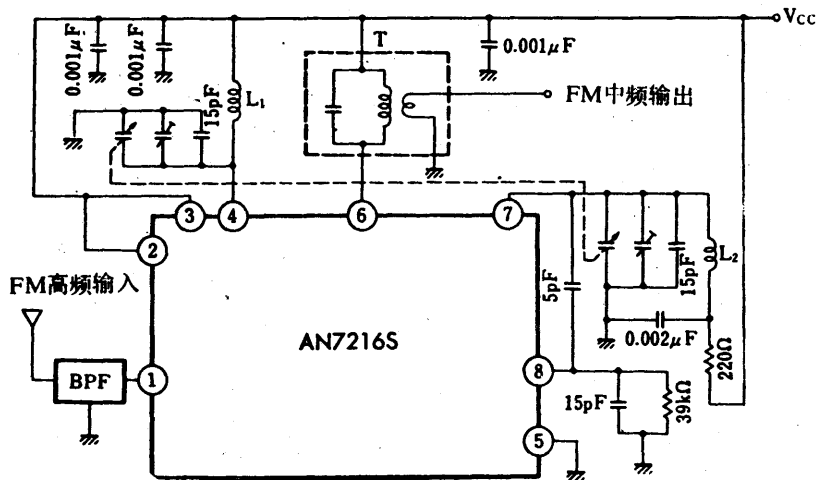 Vcc
T
0.001μF
0.001μF
0.001μF
15pF
L₁
FM中频输出
3
4
6
7
2
FM高频输入
AN7216S
5pF
15pF
L₂
0.002μF
220Ω
BPF
1
8
15pF
39kΩ
5